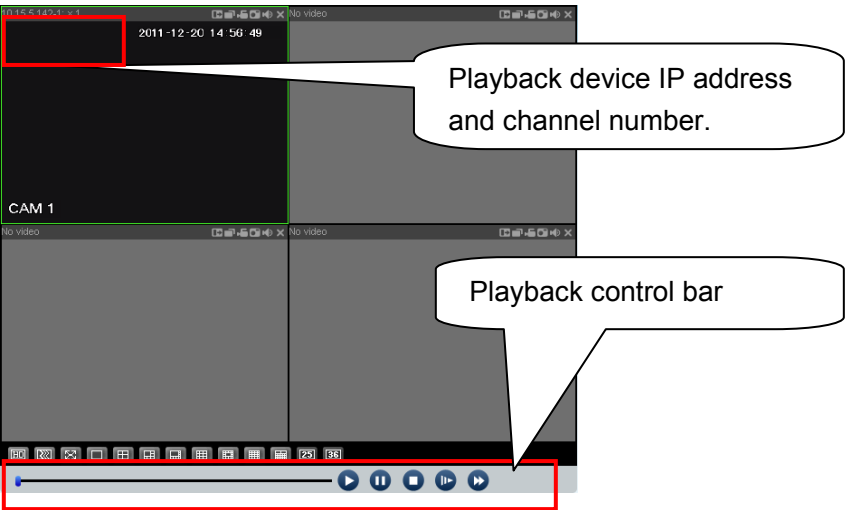 10.15.5.142-1: x 1
No video
2011-12-20 14:56:49
Playback device IP address
and channel number.
CAM 1
No video
No video
Playback control bar
HQ
25
36